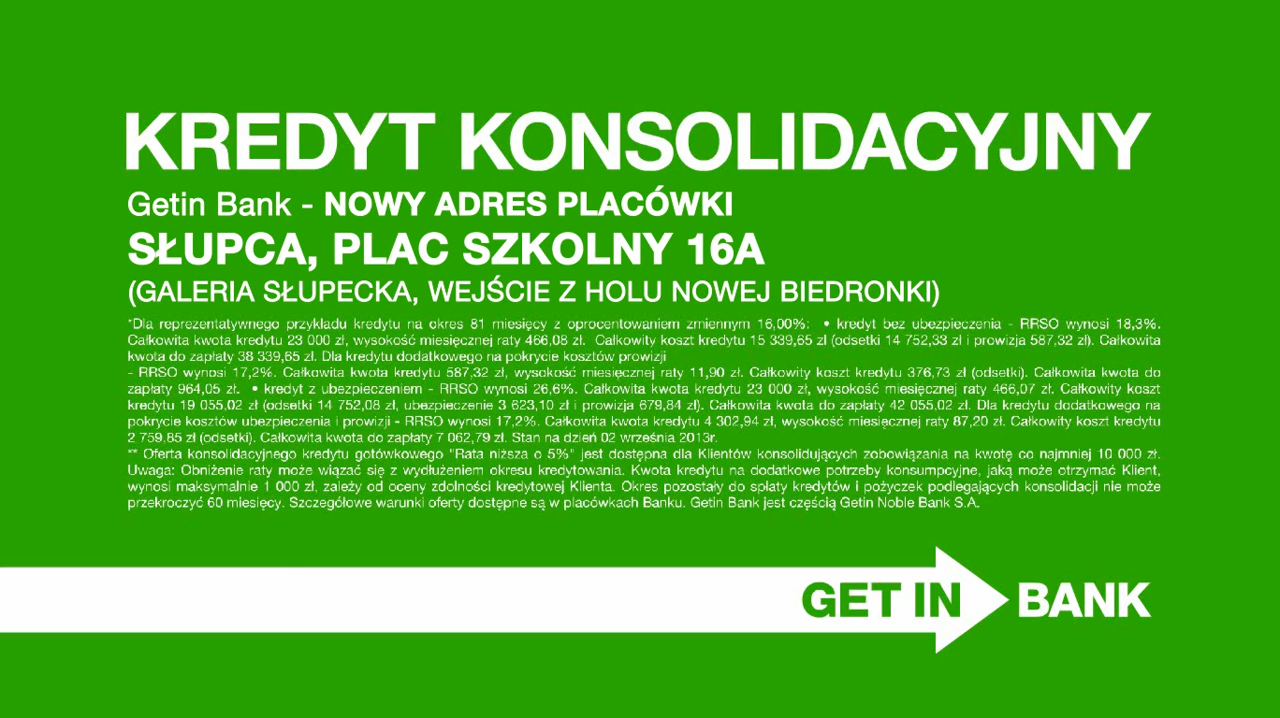 KREDYT KONSOLIDACYJNY
Getin Bank - NOWY ADRES PLACÓWKI
SŁUPCA, PLAC SZKOLNY 16A
(GALERIA SŁUPECKA, WEJŚCIE Z HOLU NOWEJ BIEDRONKI)
*Dla reprezentatywnego przykładu kredytu na okres 81 miesięcy z oprocentowaniem zmiennym 16,00%: • kredyt bez ubezpieczenia - RRSO wynosi 18,3%.
Całkowita kwota kredytu 23 000 zł, wysokość miesięcznej raty 466,08 zł. Całkowity koszt kredytu 15 339,65 zł (odsetki 14 752,33 zł i prowizja 587,32 zł). Całkowita
kwota do zapłaty 38 339,65 zł. Dla kredytu dodatkowego na pokrycie kosztów prowizji
- RRSO wynosi 17,2%. Całkowita kwota kredytu 587,32 zł, wysokość miesięcznej raty 11,90 zł. Całkowity koszt kredytu 376,73 zł (odsetki). Całkowita kwota do
zapłaty 964,05 zł. • kredyt z ubezpieczeniem - RRSO wynosi 26,6%. Całkowita kwota kredytu 23 000 zł, wysokość miesięcznej raty 466,07 zł. Całkowity koszt
kredytu 19 055,02 zł (odsetki 14 752,08 zł, ubezpieczenie 3 623,10 zł i prowizja 679,84 zł). Całkowita kwota do zapłaty 42 055,02 zł. Dla kredytu dodatkowego na
pokrycie kosztów ubezpieczenia i prowizji - RRSO wynosi 17,2%. Całkowita kwota kredytu 4 302,94 zł, wysokość miesięcznej raty 87,20 zł. Całkowity koszt kredytu
2 759,85 zł (odsetki). Całkowita kwota do zapłaty 7 062,79 zł. Stan na dzień 02 września 2013r.
** Oferta konsolidacyjnego kredytu gotówkowego "Rata niższa o 5%" jest dostępna dla Klientów konsolidujących zobowiązania na kwotę co najmniej 10 000 zł.
Uwaga: Obniżenie raty może wiązać się z wydłużeniem okresu kredytowania. Kwota kredytu na dodatkowe potrzeby konsumpcyjne, jaką może otrzymać Klient,
wynosi maksymalnie 1 000 zł, zależy od oceny zdolności kredytowej Klienta. Okres pozostały do spłaty kredytów i pożyczek podlegających konsolidacji nie może
przekroczyć 60 miesięcy. Szczegółowe warunki oferty dostępne są w placówkach Banku. Getin Bank jest częścią Getin Noble Bank S.A.
GET IN BANK